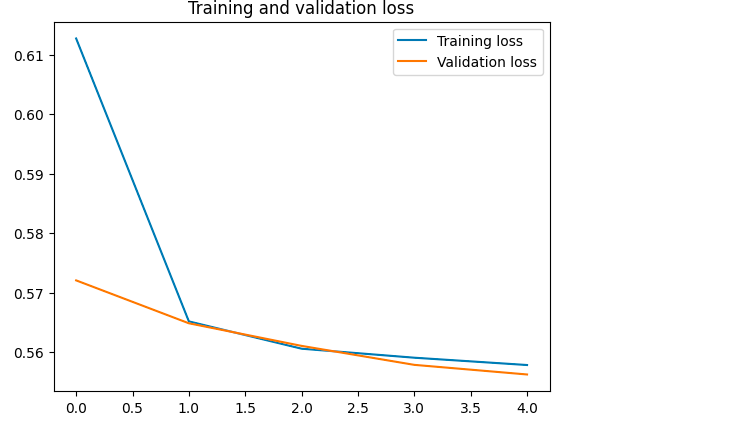 Training and validation loss
Training loss
Validation loss
0.61
0.60
0.59
0.58
0.57
0.56
0.0 0.5 1.0 1.5 2.0 2.5 3.0 3.5 4.0